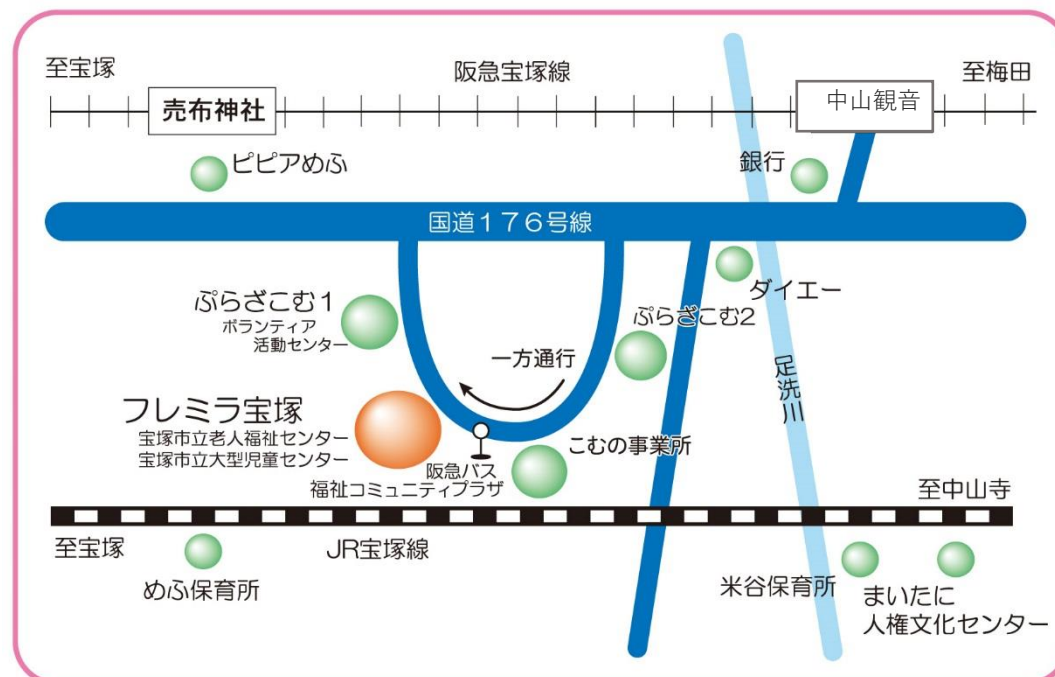 至宝塚
阪急宝塚線
至梅田
売布神社
中山観音
ピピアめふ
銀行
国道176号線
ダイエー
ぷらざこむ1
ボランティア
活動センター
ぷらざこむ2
一方通行
足洗川
フレミラ宝塚
宝塚市立老人福祉センター
宝塚市立大型児童センター
こむの事業所
阪急バス
福祉コミュニティプラザ
至中山寺
至宝塚
JR宝塚線
めふ保育所
米谷保育所
まいたに
人権文化センター